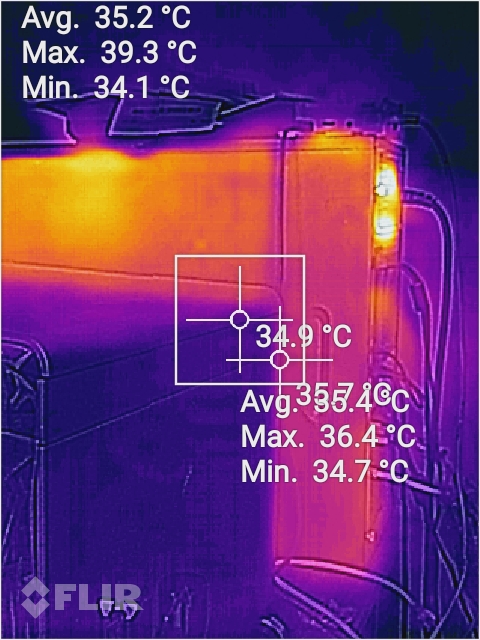 Avg. 35.2 °C
Max. 39.3 °C
Min. 34.1 °C
34.9 °C
35.7 °C
Avg. 35.4 °C
Max. 36.4 °C
Min. 34.7 °C
FLIR